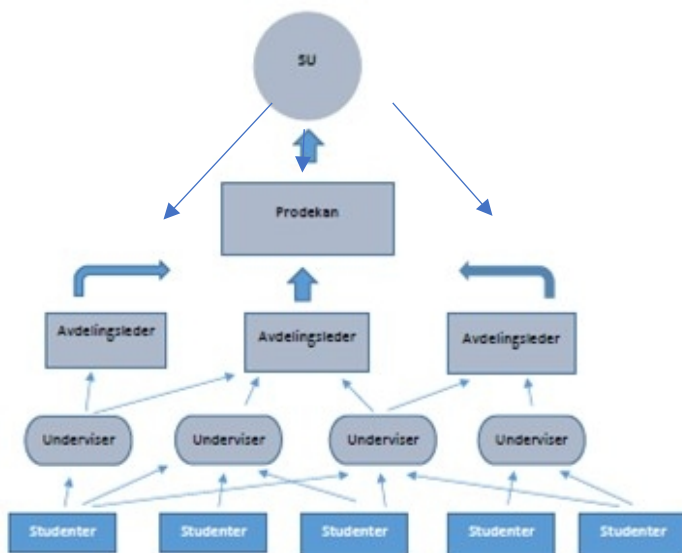 SU
Prodekan
Avdelingsleder
Avdelingsleder
Avdelingsleder
Underviser
Underviser
Underviser
Underviser
Studenter
Studenter
Studenter
Studenter
Studenter